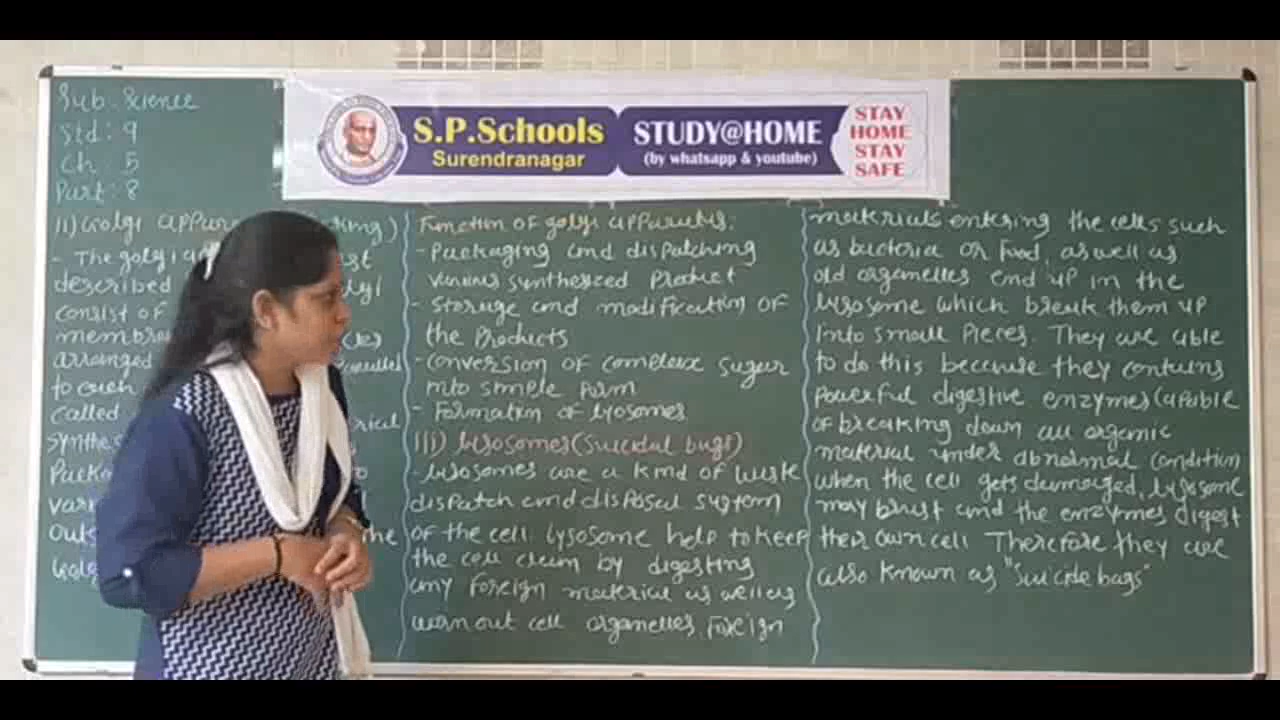 Sub: Science
Std: 9
Ch 5
Part: 8
S.P.Schools
Surendranagar
STUDY@HOME
(by whatsapp & youtube)
STAY
HOME
STAY
SAFE
ii) Golgi
- The golgi
described
consist of
membra
arranged
to each
called
synthe
Packa
vari
outs
Golg
Function of golgi apparatus:
- Packaging and dispatching
various synthesized Product
- Storage and modification of
the Products
- conversion of complex sugar
into simple form
- Formation of lysosomes
iii) lysosomes (suicidal bags)
- lysosomes are a kind of waste
dispatch and disposal system
of the cell lysosome help to keep
the cell clean by digesting
any foreign material as well as
worn out cell organelles. Foreign
materials entering the cells such
as bacteria or food, as well as
old organelles end up in the
lysosome which break them up
into small pieces. They are able
to do this because they contains
powerful digestive enzymes capable
of breaking down all organic
material under abnormal condition
when the cell gets damaged, lysosome
may brust and the enzymes digest
their own cell Therefore they are
also known as "suicide bags"